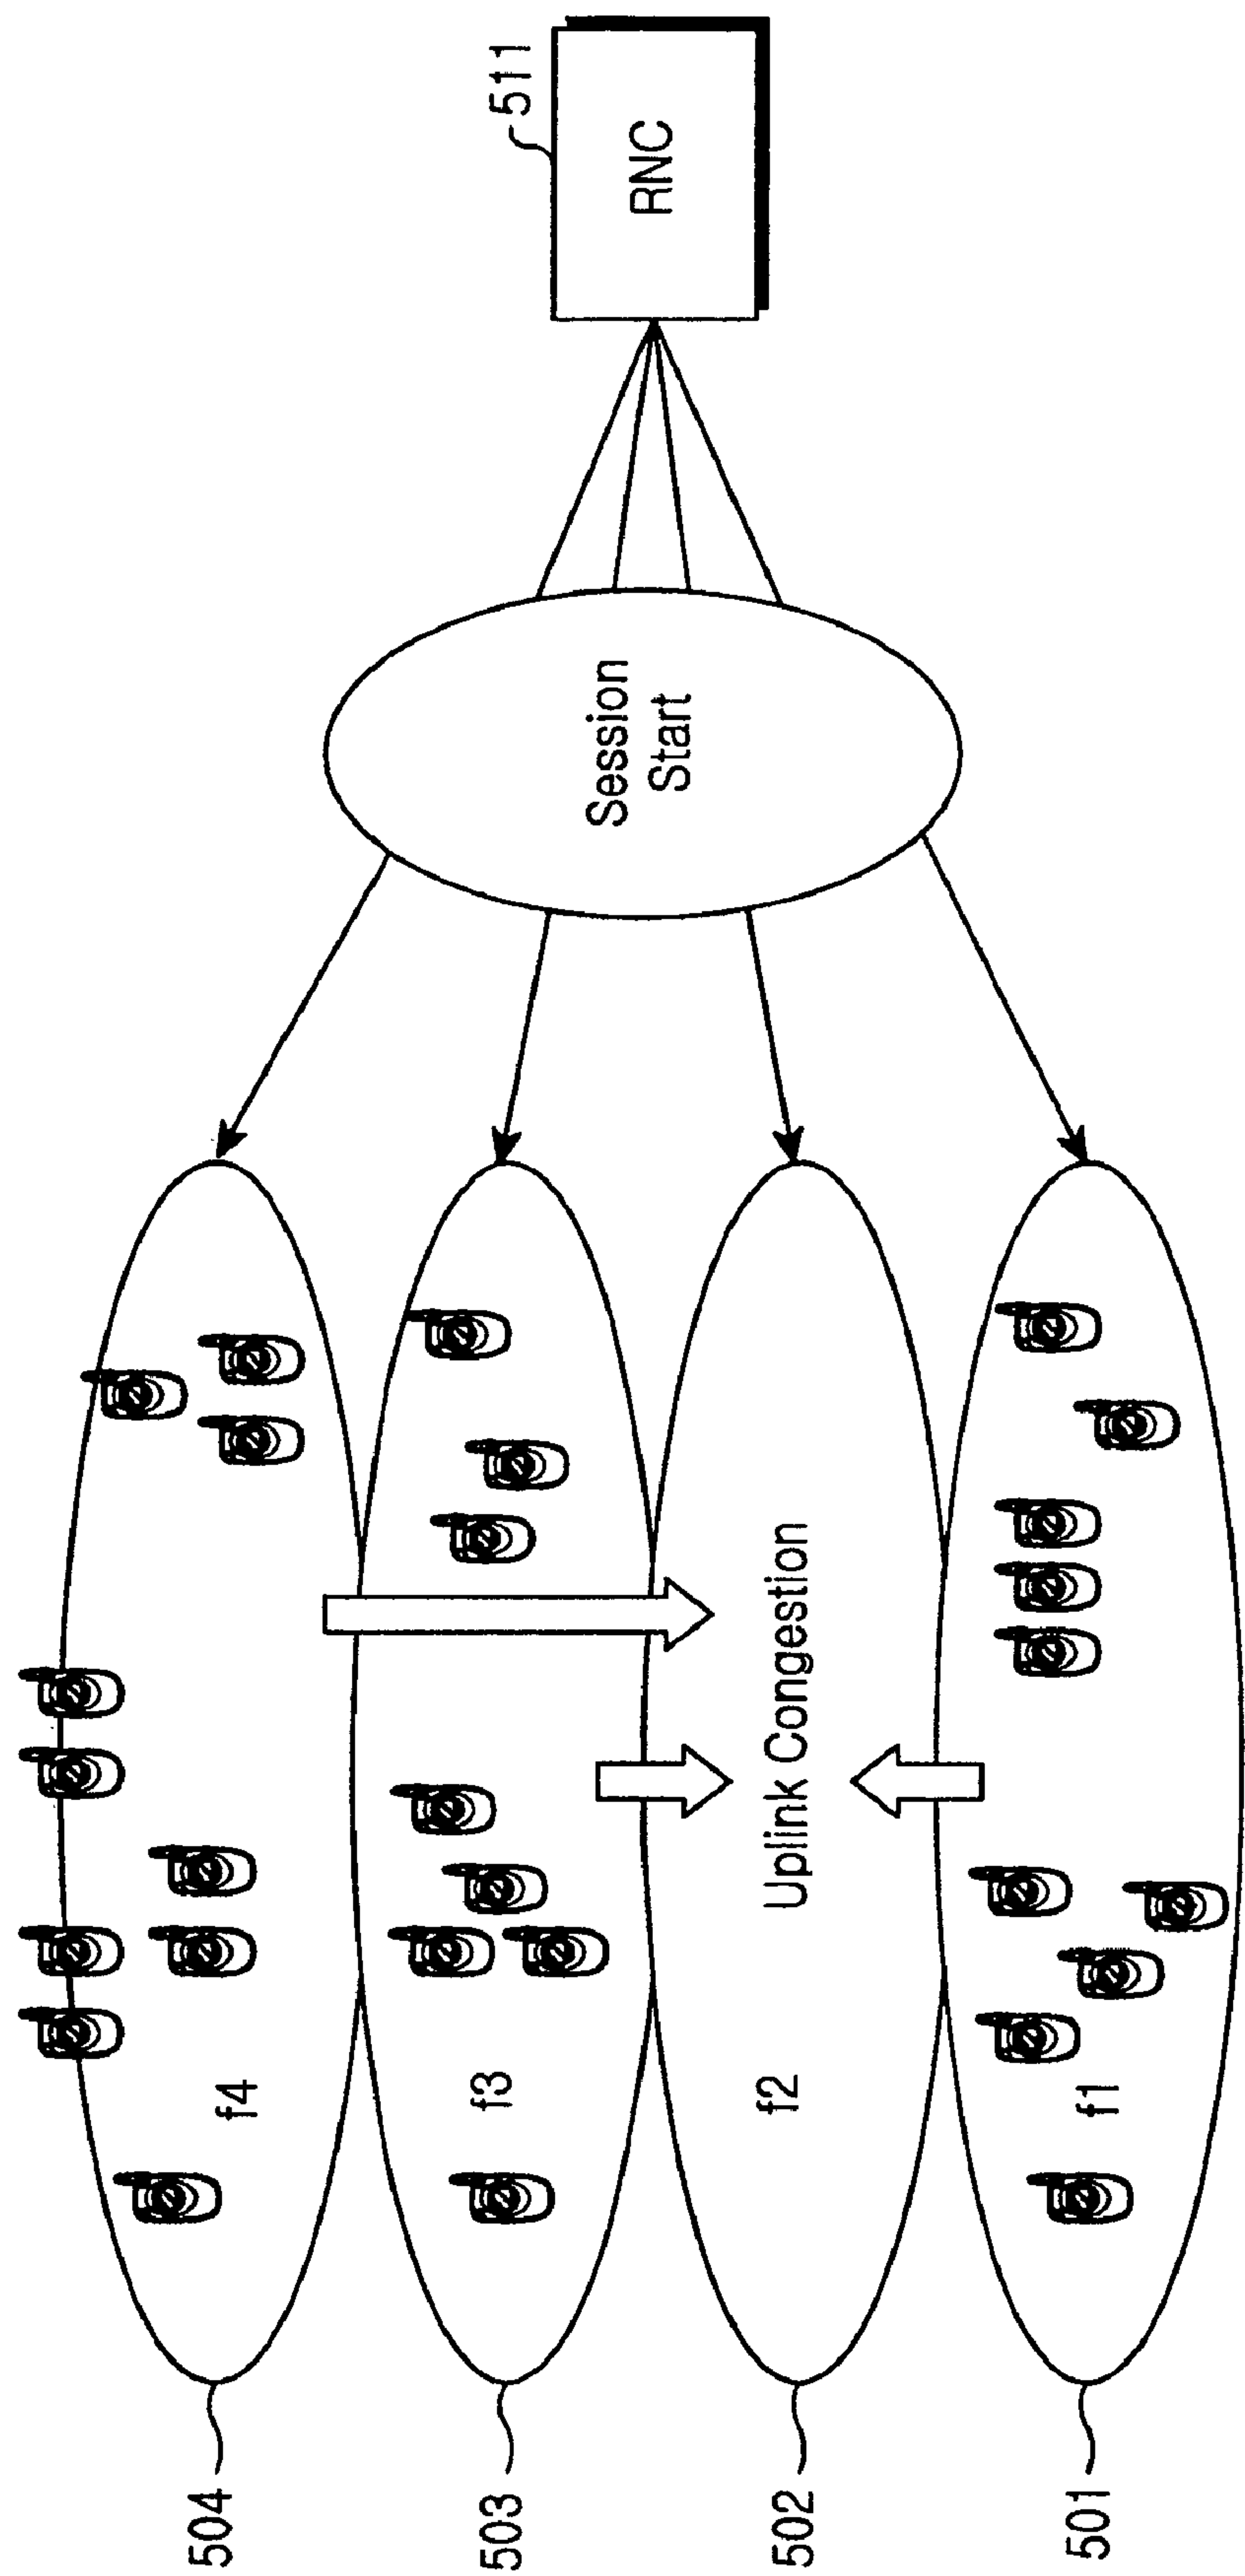 504
f4
503
f3
502
f2
Uplink Congestion
501
f1
Session
Start
511
RNC